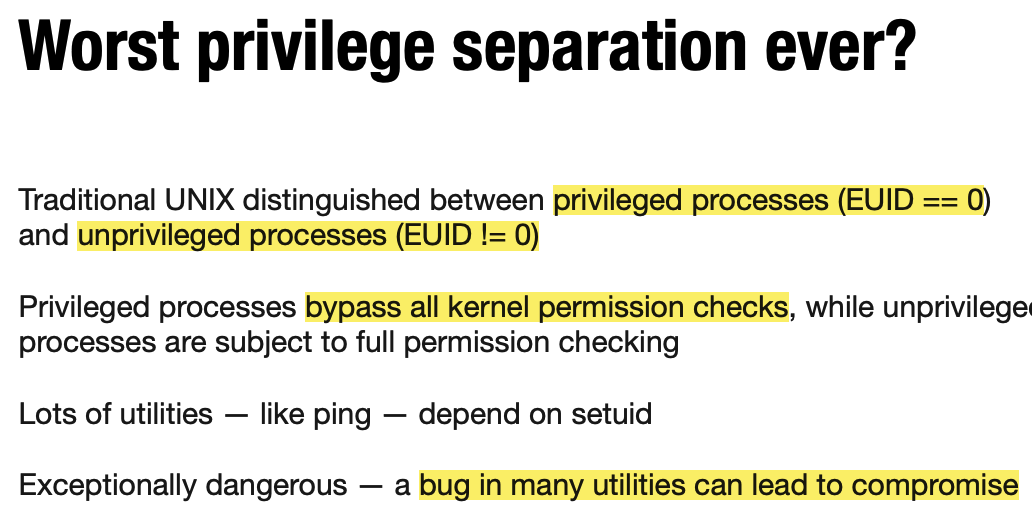 Worst privilege separation ever?
Traditional UNIX distinguished between privileged processes (EUID == 0)
and unprivileged processes (EUID != 0)
Privileged processes bypass all kernel permission checks, while unprivileged
processes are subject to full permission checking
Lots of utilities — like ping — depend on setuid
Exceptionally dangerous — a bug in many utilities can lead to compromise